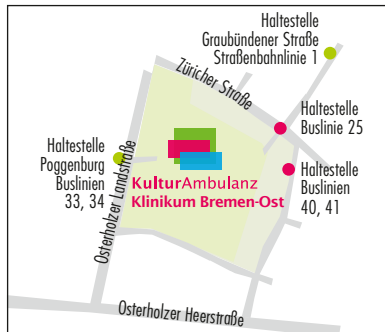 Haltestelle
Graubündener Straße
Straßenbahnlinie 1
Züricher Straße
Haltestelle
Buslinie 25
Haltestelle
Poggenburg
Buslinien
33, 34
Haltestelle
Buslinien
40, 41
KulturAmbulanz
Klinikum Bremen-Ost
Osterholzer Landstraße
Osterholzer Heerstraße